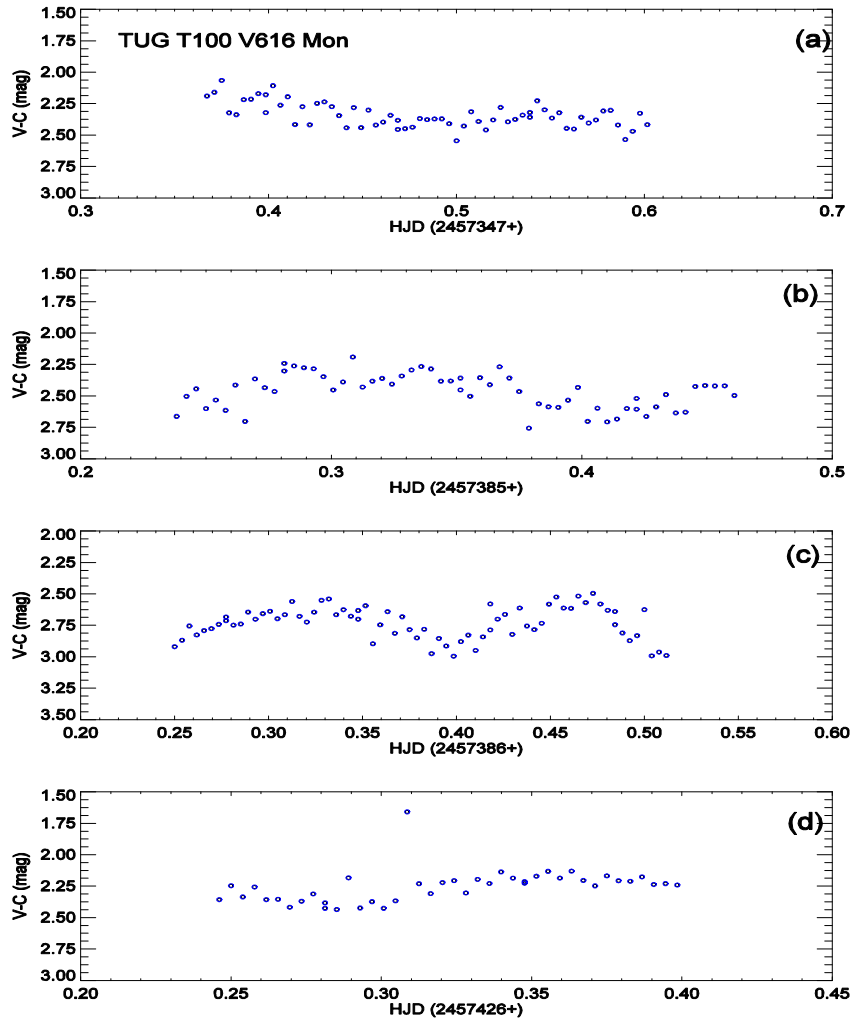 TUG T100 V616 Mon
(a)
V-C (mag)
1.50
1.75
2.00
2.25
2.50
2.75
3.00
0.3 0.4 0.5 0.6 0.7
HJD (2457347+)
(b)
V-C (mag)
1.50
1.75
2.00
2.25
2.50
2.75
3.00
0.2 0.3 0.4 0.5
HJD (2457385+)
(c)
V-C (mag)
2.00
2.25
2.50
2.75
3.00
3.25
3.50
0.20 0.25 0.30 0.35 0.40 0.45 0.50 0.55 0.60
HJD (2457386+)
(d)
V-C (mag)
1.50
1.75
2.00
2.25
2.50
2.75
3.00
0.20 0.25 0.30 0.35 0.40 0.45
HJD (2457426+)